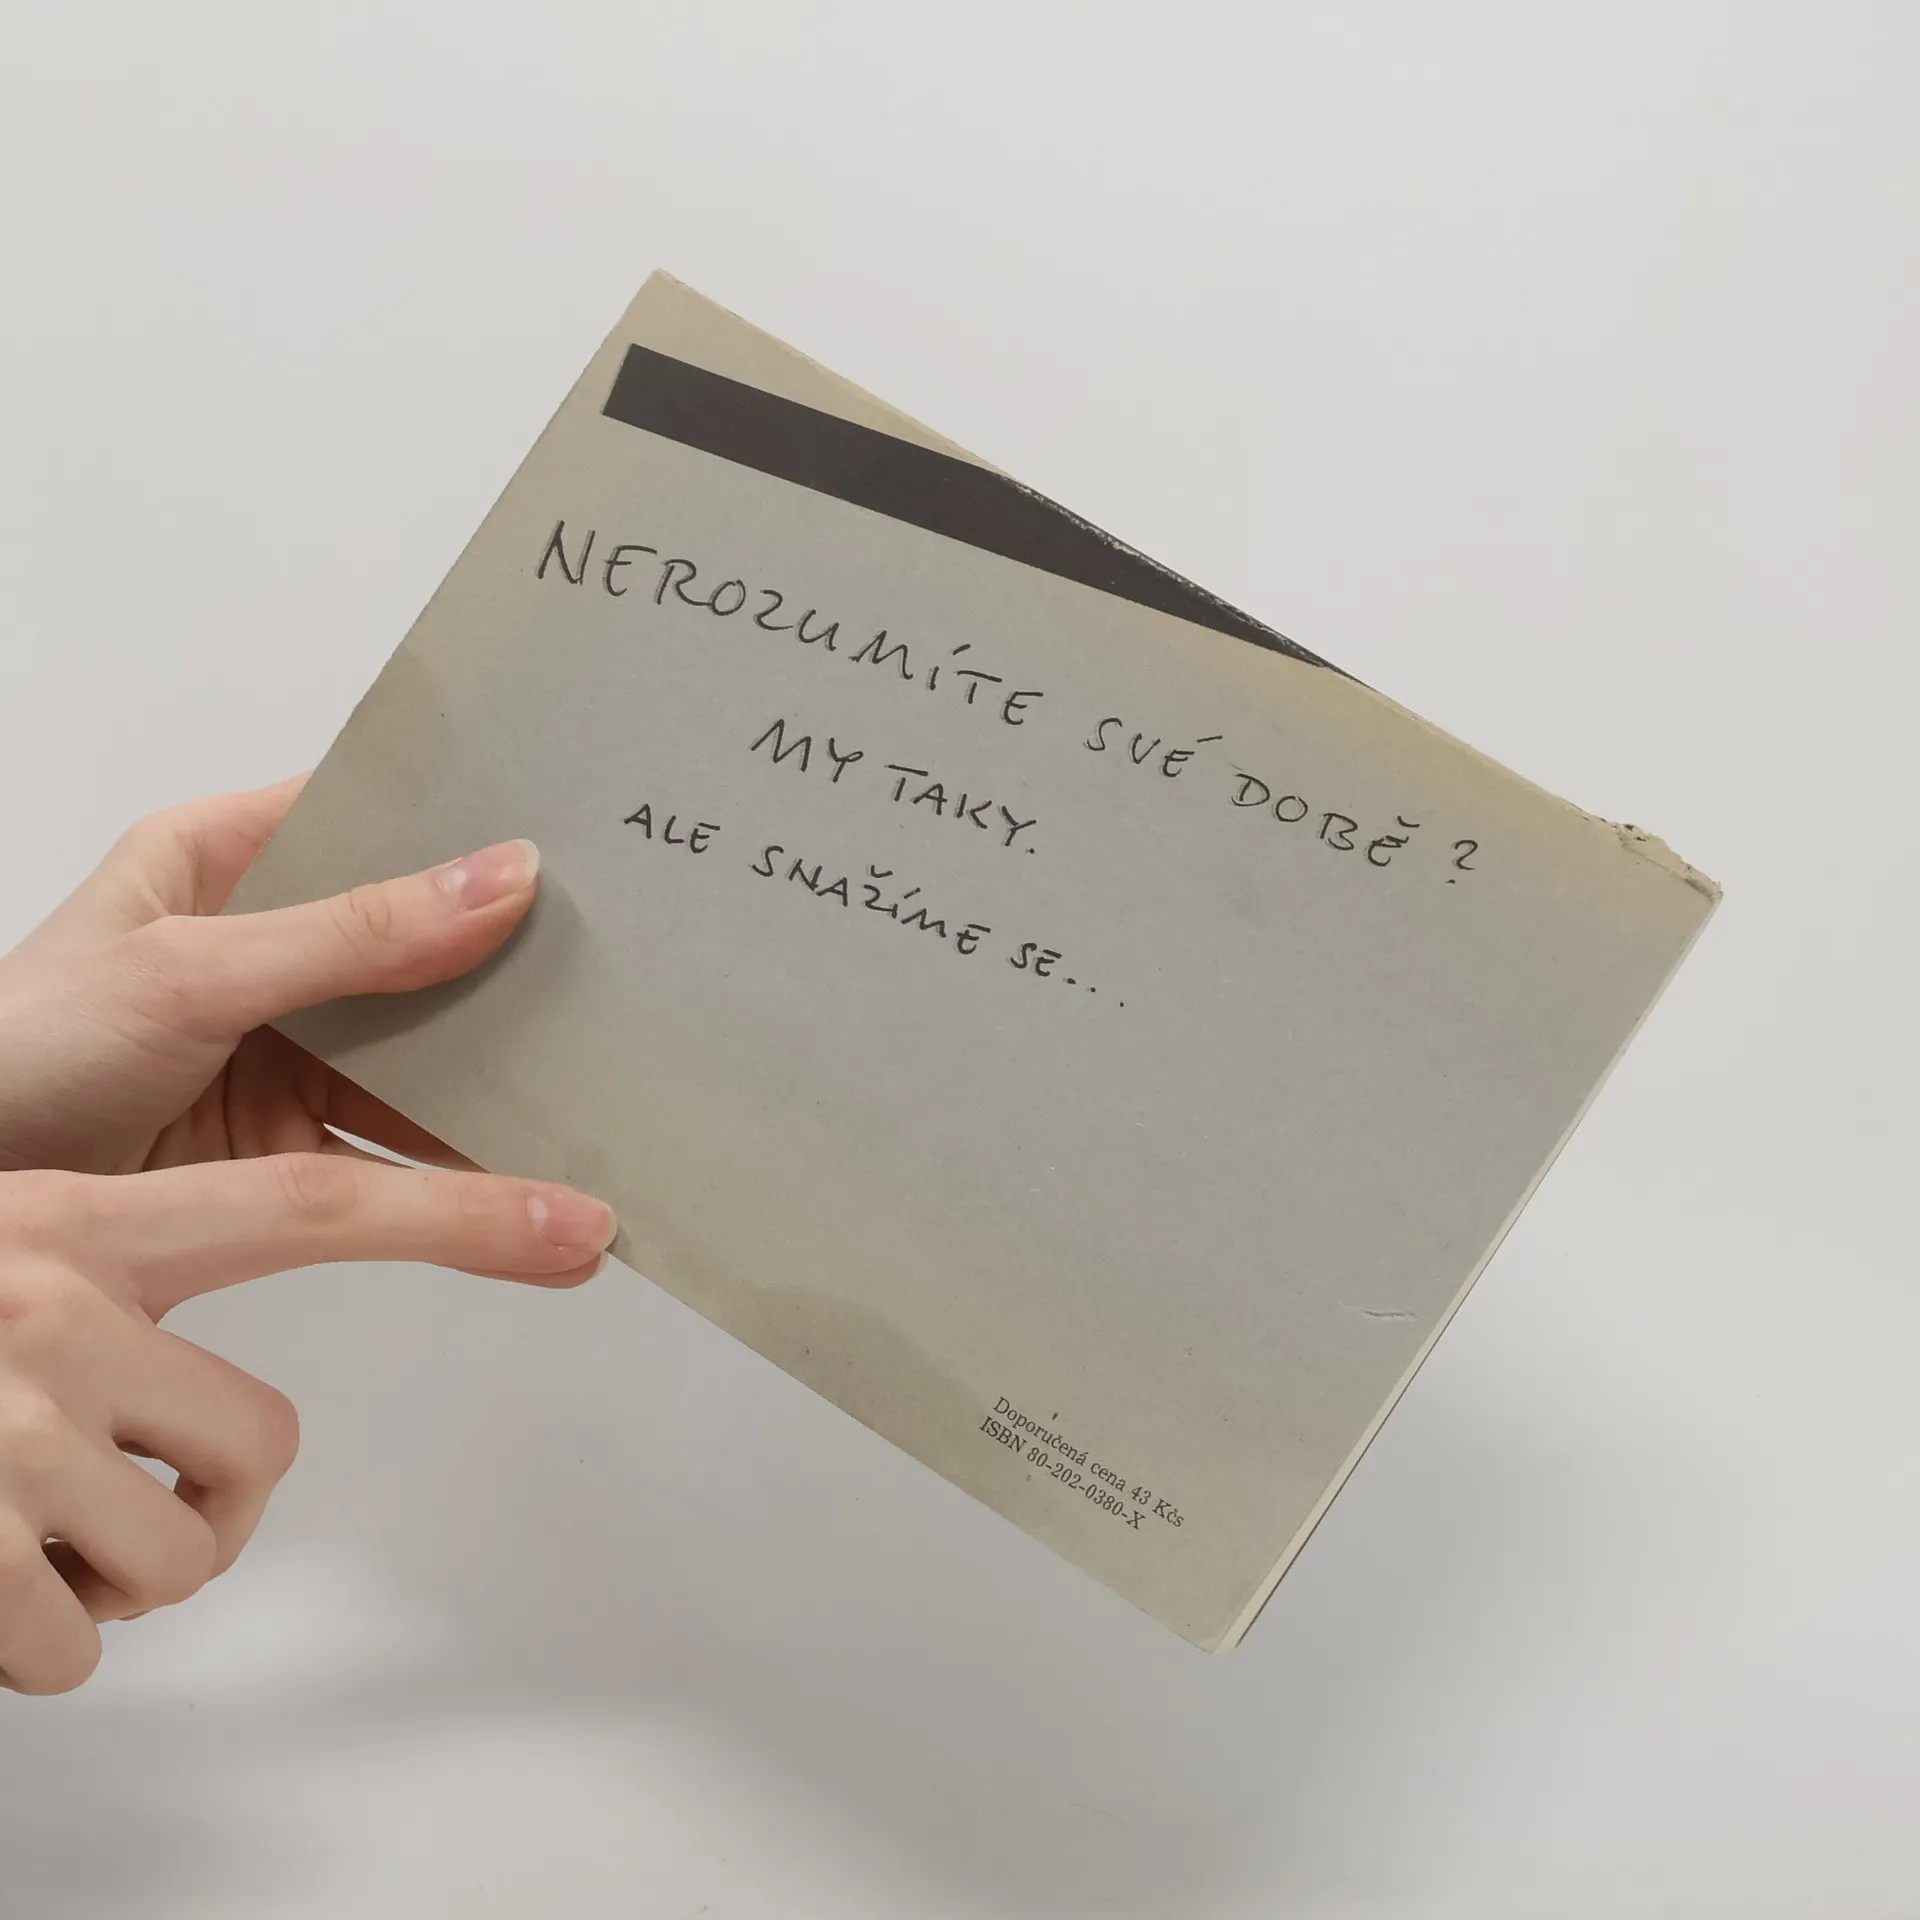 NEROZUMÍTE SVÉ DOBĚ?
MY TAKY.
ALE SNAŽÍME SE...
Doporučená cena 43 Kčs
ISBN 80-202-0380-X